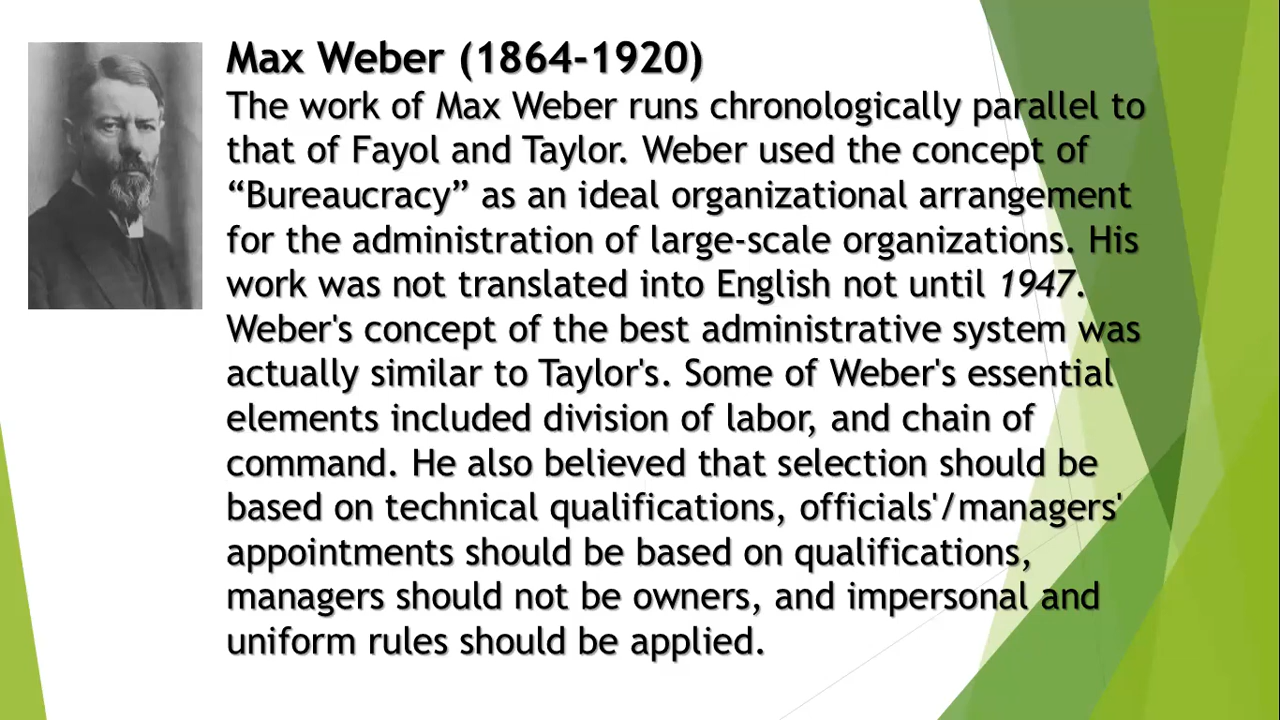 Max Weber (1864-1920)
The work of Max Weber runs chronologically parallel to
that of Fayol and Taylor. Weber used the concept of
“Bureaucracy” as an ideal organizational arrangement
for the administration of large-scale organizations. His
work was not translated into English not until 1947.
Weber's concept of the best administrative system was
actually similar to Taylor's. Some of Weber's essential
elements included division of labor, and chain of
command. He also believed that selection should be
based on technical qualifications, officials'/managers'
appointments should be based on qualifications,
managers should not be owners, and impersonal and
uniform rules should be applied.